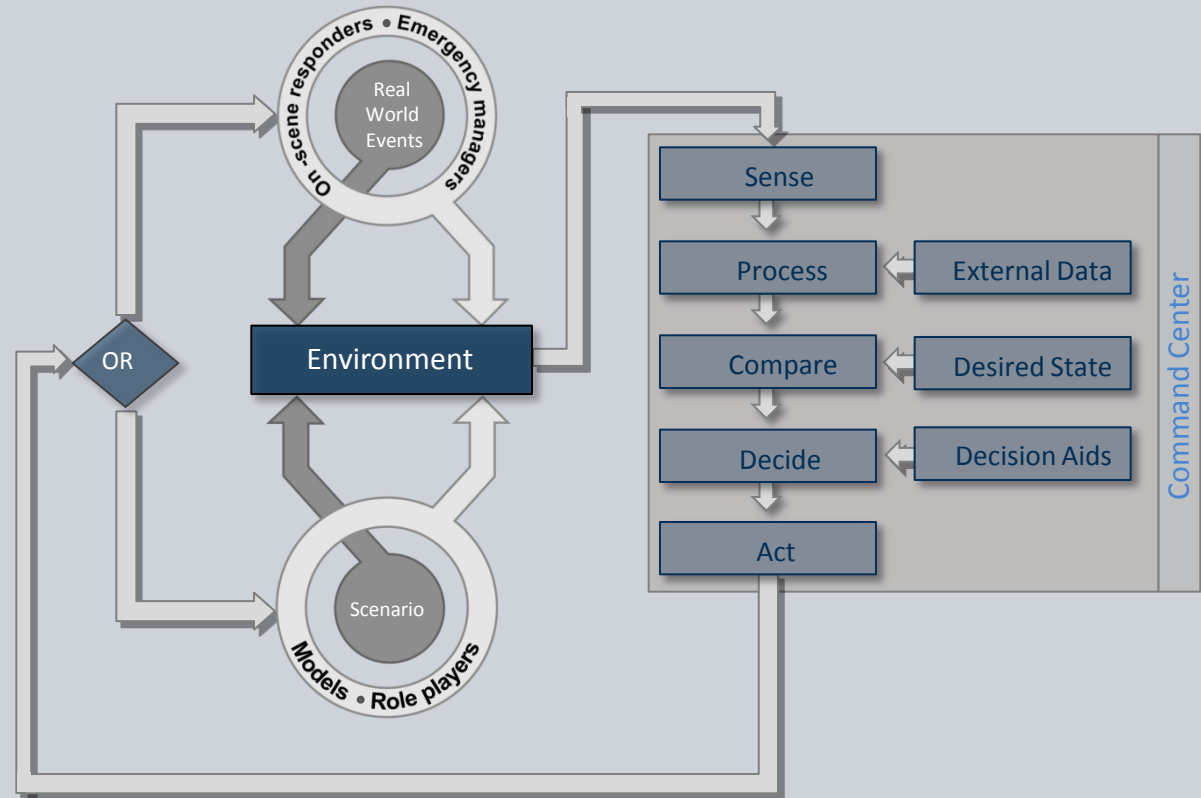 On-scene responders • Emergency managers
Real
World
Events
Sense
Process
External Data
OR
Environment
Compare
Desired State
Decide
Decision Aids
Act
Command Center
Scenario
Models • Role players